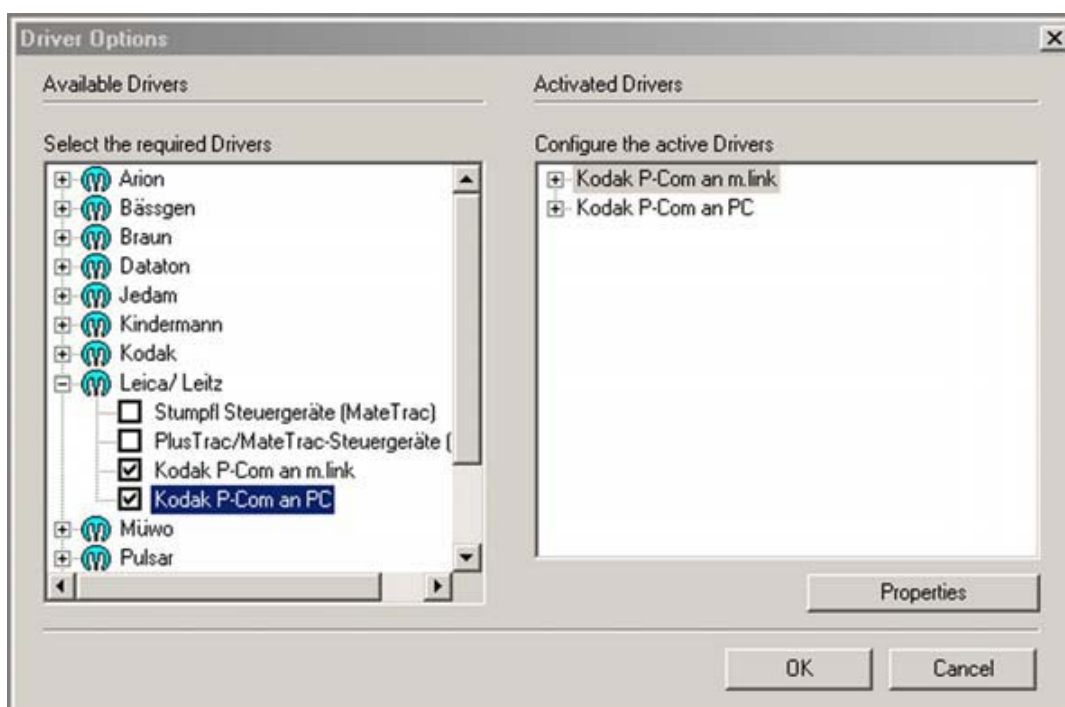 Driver Options
Available Drivers
Select the required Drivers
Arion
Bässgen
Braun
Dataton
Jedam
Kindermann
Kodak
Leica/ Leitz
Stumpfl Steuergeräte (MateTrac)
PlusTrac/MateTrac-Steuergeräte (
Kodak P-Com an m.link
Kodak P-Com an PC
Müwo
Pulsar
Activated Drivers
Configure the active Drivers
Kodak P-Com an m.link
Kodak P-Com an PC
Properties
OK
Cancel